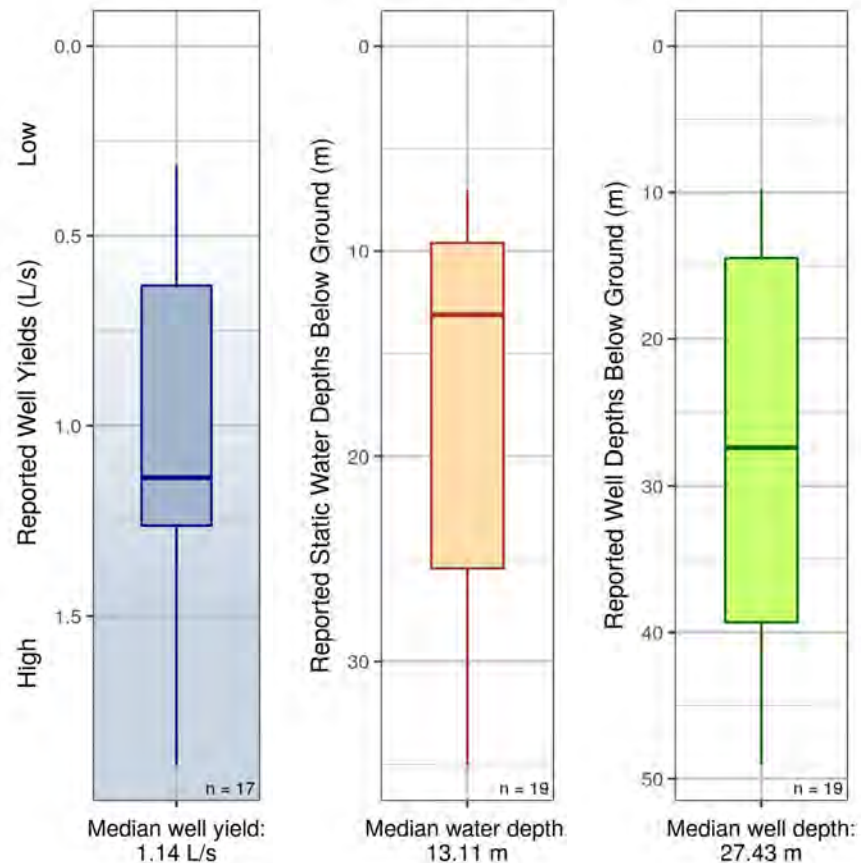 Low
Reported Well Yields (L/s)
High
0.0
0.5
1.0
1.5
n = 17
Median well yield:
1.14 L/s
Reported Static Water Depths Below Ground (m)
0
10
20
30
n = 19
Median water depth
13.11 m
Reported Well Depths Below Ground (m)
0
10
20
30
40
50
n = 19
Median well depth:
27.43 m